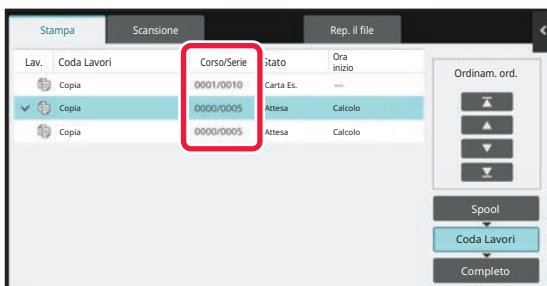 Stampa Scansione Rep. il file
Lav. Coda Lavori Corso/Serie Stato Ora inizio
Copia 0001/0010 Carta Es. ---
Copia 0000/0005 Attesa Calcolo
Copia 0000/0005 Attesa Calcolo
Ordinam. ord.
Spool
Coda Lavori
Completo